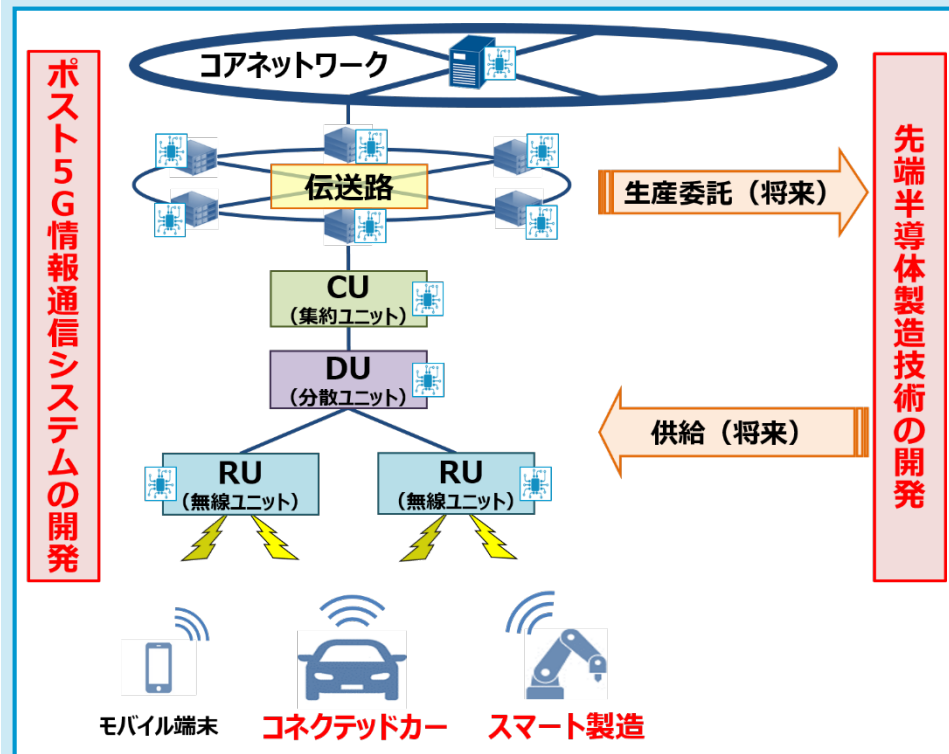 コアネットワーク
ポスト5G情報通信システムの開発
先端半導体製造技術の開発
伝送路
生産委託（将来）
CU
（集約ユニット）
DU
（分散ユニット）
供給（将来）
RU
（無線ユニット）
RU
（無線ユニット）
モバイル端末
コネクテッドカー
スマート製造